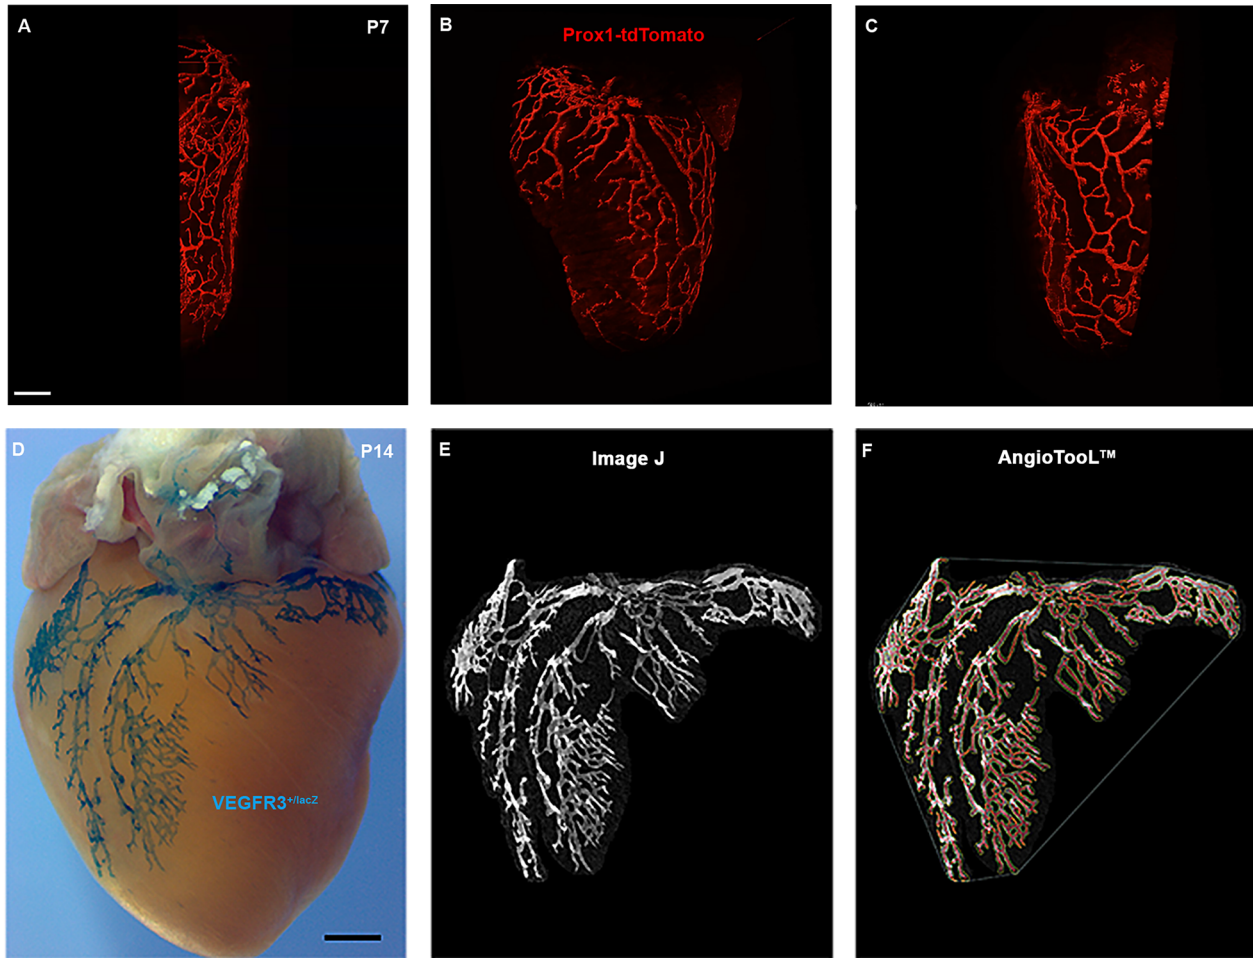 A
P7
B
Prox1-tdTomato
C
D
P14
VEGFR3+/lacZ
E
Image J
F
AngioTooL™